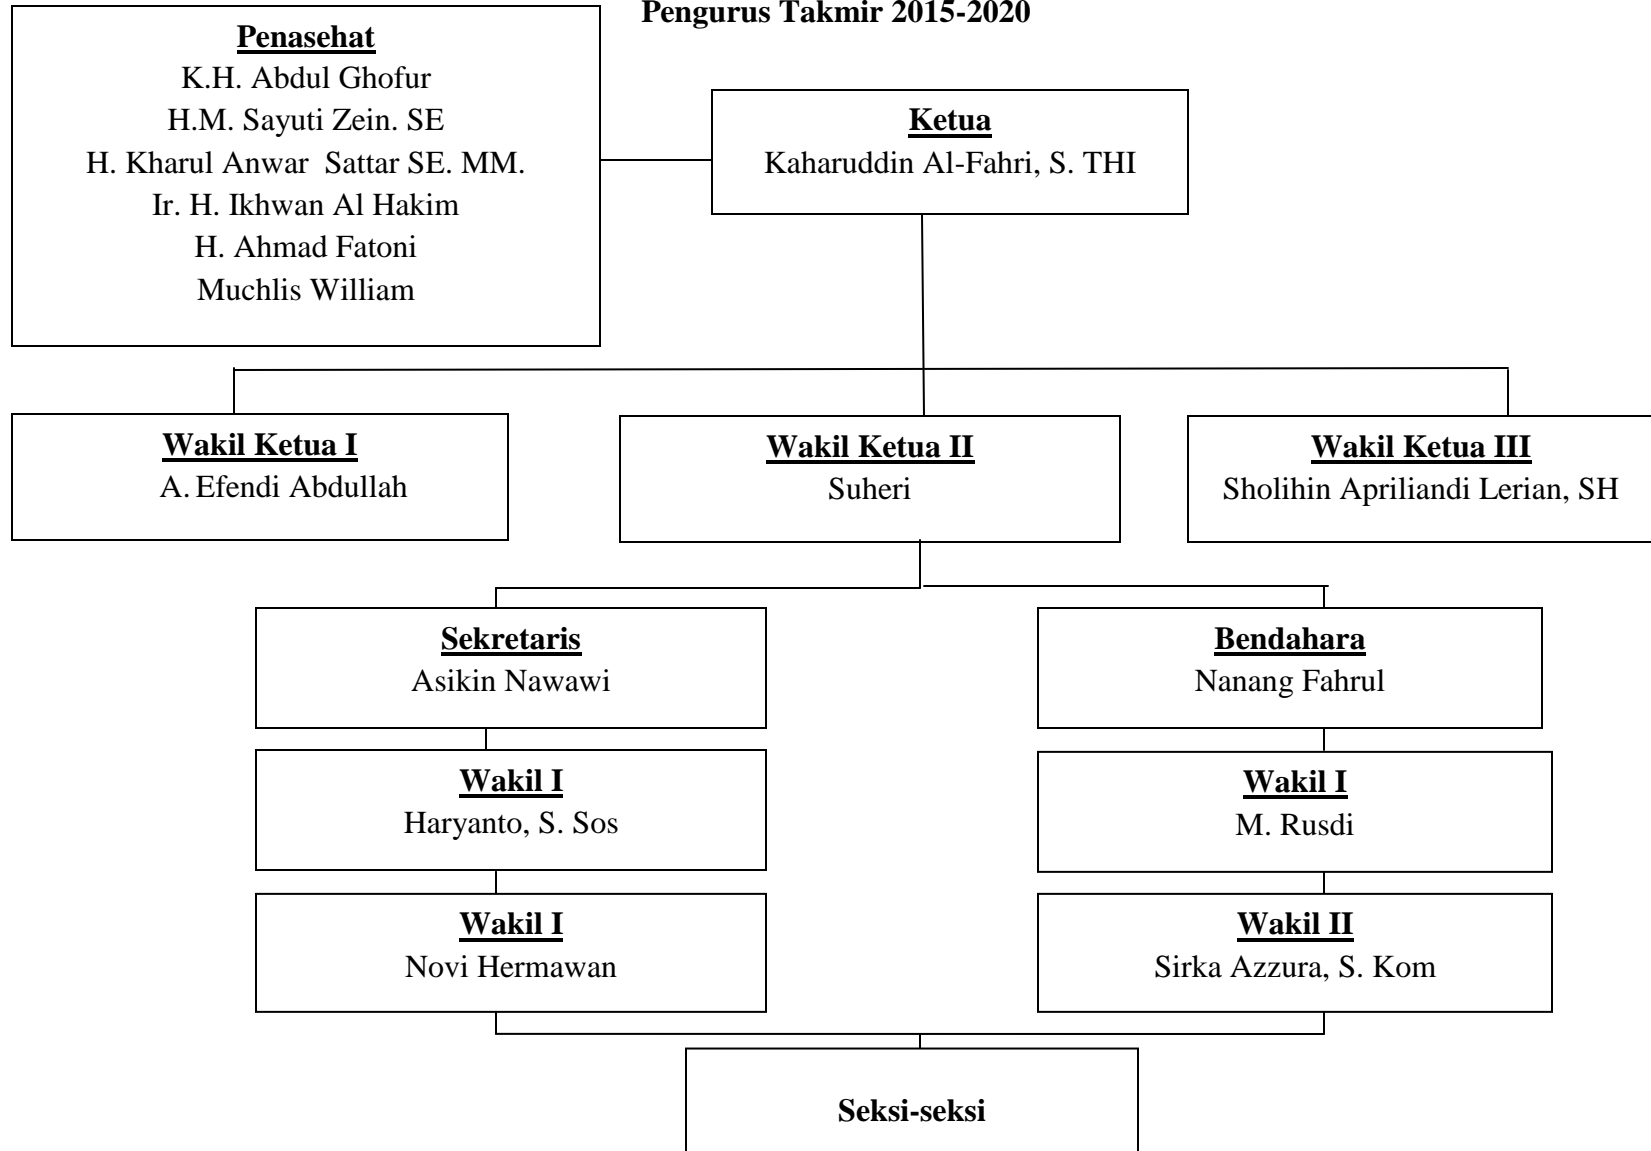 Pengurus Takmir 2015-2020
Penasehat
K.H. Abdul Ghofur
H.M. Sayuti Zein. SE
H. Kharul Anwar  Sattar SE. MM.
Ir. H. Ikhwan Al Hakim
H. Ahmad Fatoni
Muchlis William
Ketua
Kaharuddin Al-Fahri, S. THI
Wakil Ketua I
A. Efendi Abdullah
Wakil Ketua II
Suheri
Wakil Ketua III
Sholihin Apriliandi Lerian, SH
Sekretaris
Asikin Nawawi
Bendahara
Nanang Fahrul
Wakil I
Haryanto, S. Sos
Wakil I
M. Rusdi
Wakil I
Novi Hermawan
Wakil II
Sirka Azzura, S. Kom
Seksi-seksi